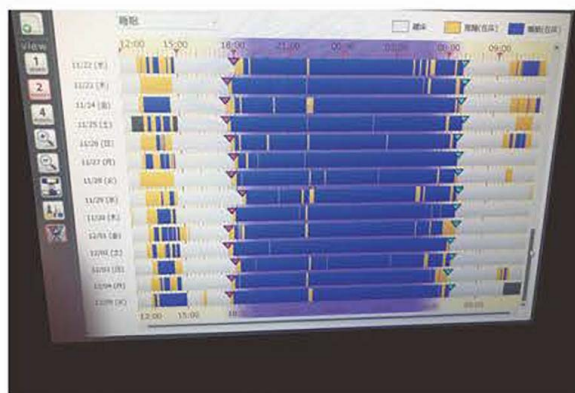 睡眠
離床 覚醒(在床) 睡眠(在床)
view
12:00 15:00 18:00 21:00 00:00 03:00 06:00 09:00
1
2
4
11/22 (水)
11/23 (木)
11/24 (金)
11/25 (土)
11/26 (日)
11/27 (月)
11/28 (火)
11/29 (水)
11/30 (木)
12/01 (金)
12/02 (土)
12/03 (日)
12/04 (月)
12/05 (火)
12:00 15:00 18